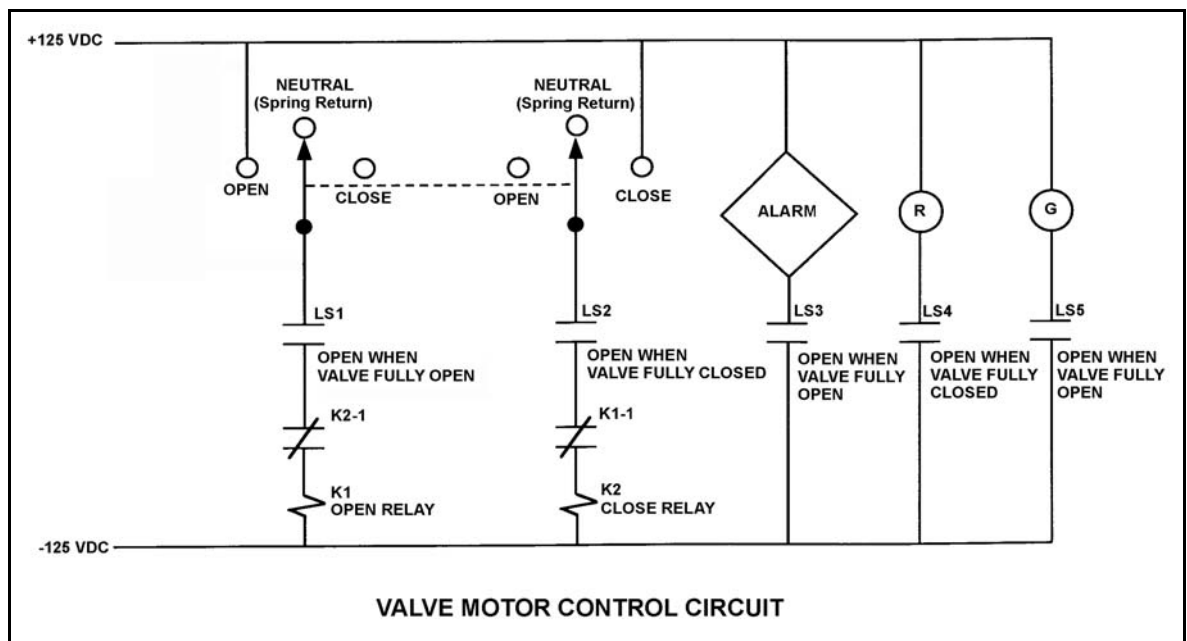 +125 VDC
NEUTRAL
(Spring Return)
NEUTRAL
(Spring Return)
OPEN
CLOSE
OPEN
CLOSE
ALARM
R
G
LS1
OPEN WHEN
VALVE FULLY OPEN
LS2
OPEN WHEN
VALVE FULLY CLOSED
LS3
OPEN WHEN
VALVE FULLY
OPEN
LS4
OPEN WHEN
VALVE FULLY
CLOSED
LS5
OPEN WHEN
VALVE FULLY
OPEN
K2-1
K1-1
K1
OPEN RELAY
K2
CLOSE RELAY
-125 VDC
VALVE MOTOR CONTROL CIRCUIT